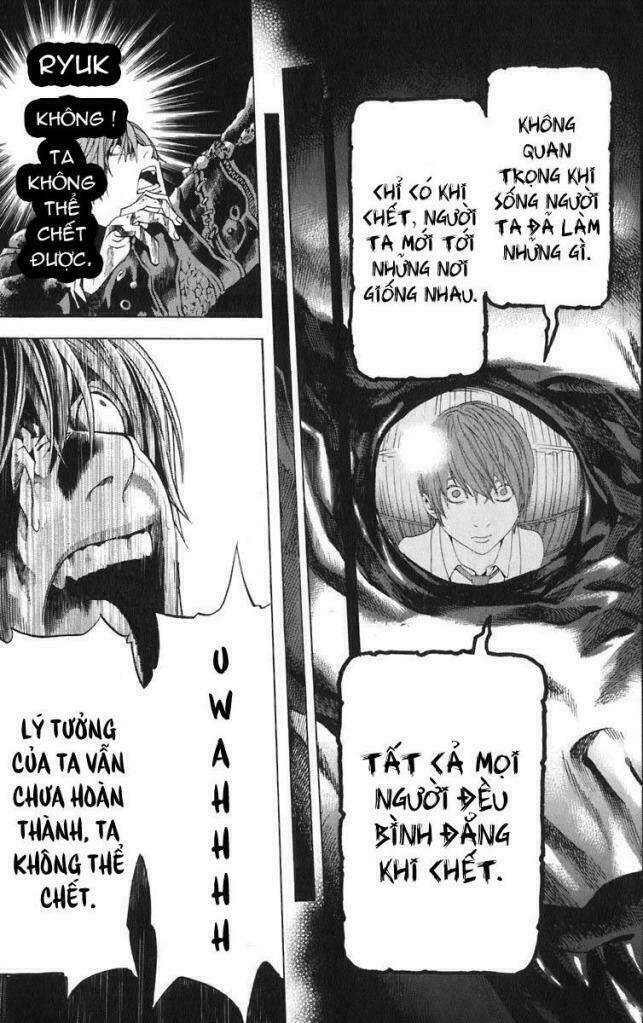 KHÔNG
QUAN
TRỌNG KHI
SỐNG NGƯỜI
TA ĐÃ LÀM
NHỮNG GÌ.
CHỈ CÓ KHI
CHẾT, NGƯỜI
TA MỚI TỚI
NHỮNG NƠI
GIỐNG NHAU.
TẤT CẢ MỌI
NGƯỜI ĐỀU
BÌNH ĐẲNG
KHI CHẾT.
RYUK
KHÔNG !
TA
KHÔNG
THỂ
CHẾT
ĐƯỢC.
UWAHHHH
LÝ TƯỞNG
CỦA TA VẪN
CHƯA HOÀN
THÀNH, TA
KHÔNG THỂ
CHẾT.